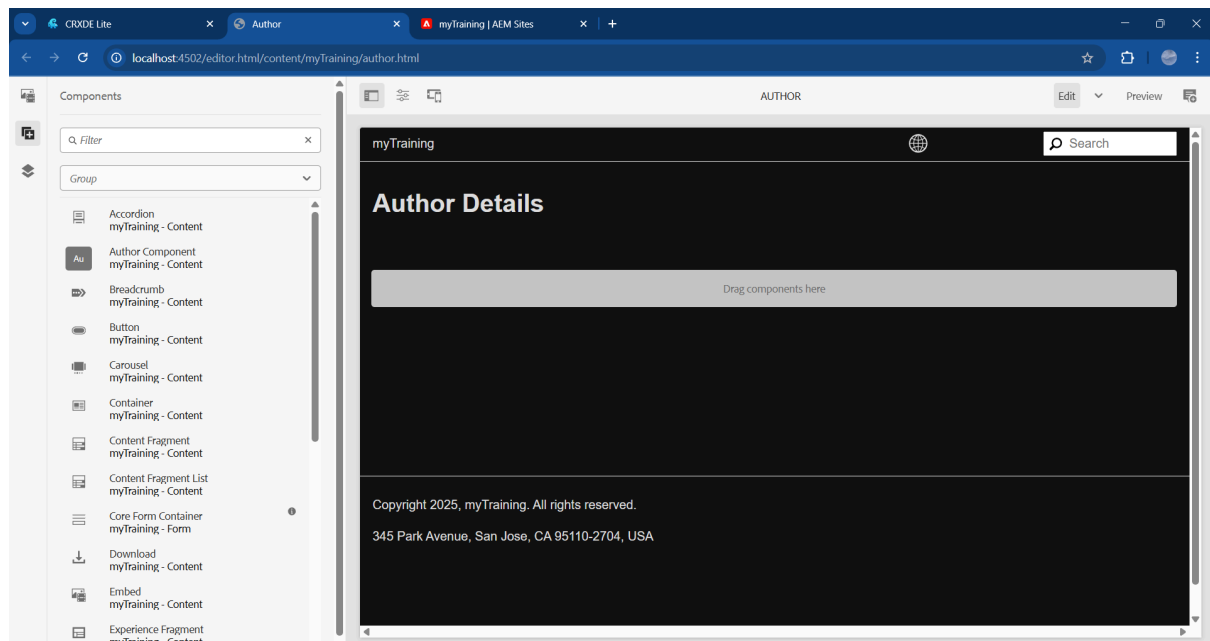 CRXDE Lite
Author
myTraining | AEM Sites
localhost:4502/editor.html/content/myTraining/author.html
Components
AUTHOR
Edit
Preview
Filter
Group
Accordion
myTraining - Content
Au
Author Component
myTraining - Content
Breadcrumb
myTraining - Content
Button
myTraining - Content
Carousel
myTraining - Content
Container
myTraining - Content
Content Fragment
myTraining - Content
Content Fragment List
myTraining - Content
Core Form Container
myTraining - Form
Download
myTraining - Content
Embed
myTraining - Content
Experience Fragment
myTraining - Content
myTraining
Search
Author Details
Drag components here
Copyright 2025, myTraining. All rights reserved.
345 Park Avenue, San Jose, CA 95110-2704, USA